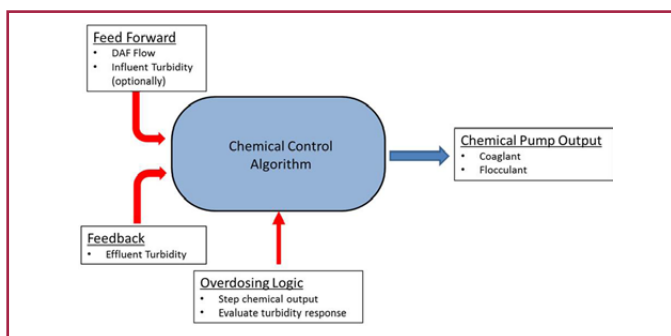 Feed Forward
• DAF Flow
• Influent Turbidity
(optionally)
Chemical Control
Algorithm
Chemical Pump Output
• Coaglant
• Flocculant
Feedback
• Effluent Turbidity
Overdosing Logic
• Step chemical output
• Evaluate turbidity response